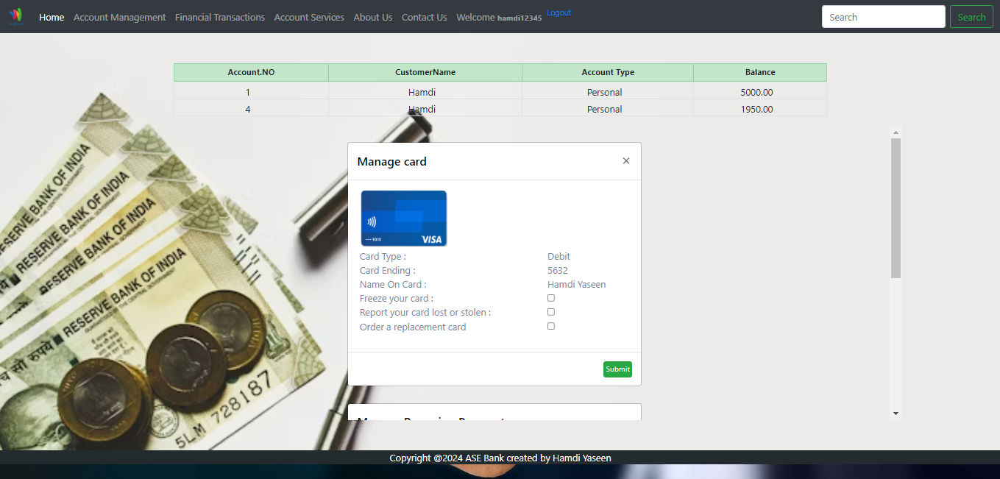 Home Account Management Financial Transactions Account Services About Us Contact Us Welcome hamdi12345 Logout Search Search
Account.NO CustomerName Account Type Balance
1 Hamdi Personal 5000.00
4 Hamdi Personal 1950.00
Manage card ×
VISA
Card Type : Debit
Card Ending : 5632
Name On Card : Hamdi Yaseen
Freeze your card :
Report your card lost or stolen :
Order a replacement card
Submit
RESERVE BANK OF INDIA
RESERVE BANK OF INDIA
RESERVE BANK OF INDIA
RESERVE BANK OF INDIA
सौ रुपये
5LM 728187
Copyright @2024 ASE Bank created by Hamdi Yaseen